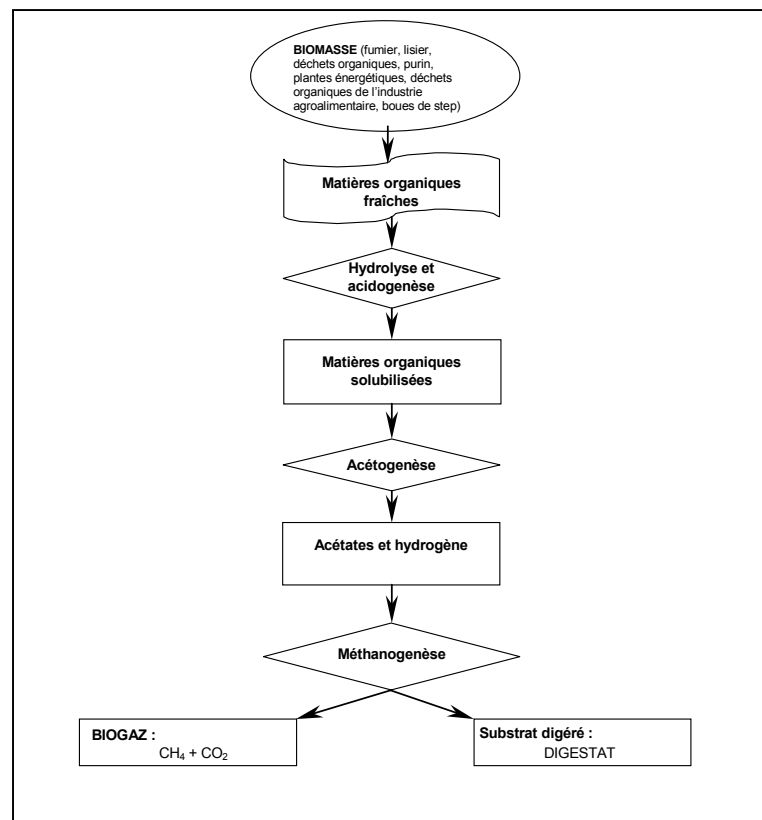 BIOMASSE (fumier, lisier,
déchets organiques, purin,
plantes énergétiques, déchets
organiques de l'industrie
agroalimentaire, boues de step)
Matières organiques
fraîches
Hydrolyse et
acidogenèse
Matières organiques
solubilisées
Acétogenèse
Acétates et hydrogène
Méthanogenèse
BIOGAZ :
CH₄ + CO₂
Substrat digéré :
DIGESTAT